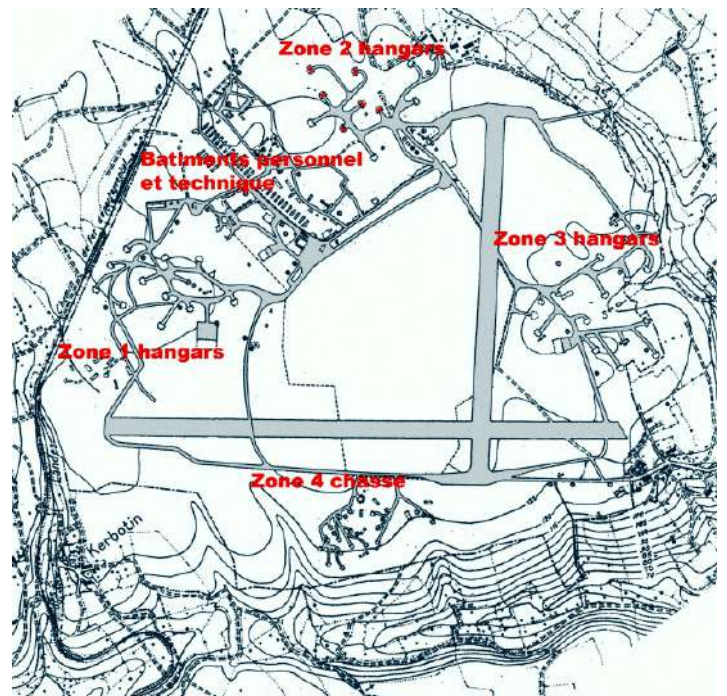 Zone 2 hangars
Batiments personnel
et technique
Zone 3 hangars
Zone 1 hangars
Zone 4 chasse
Kerbotin